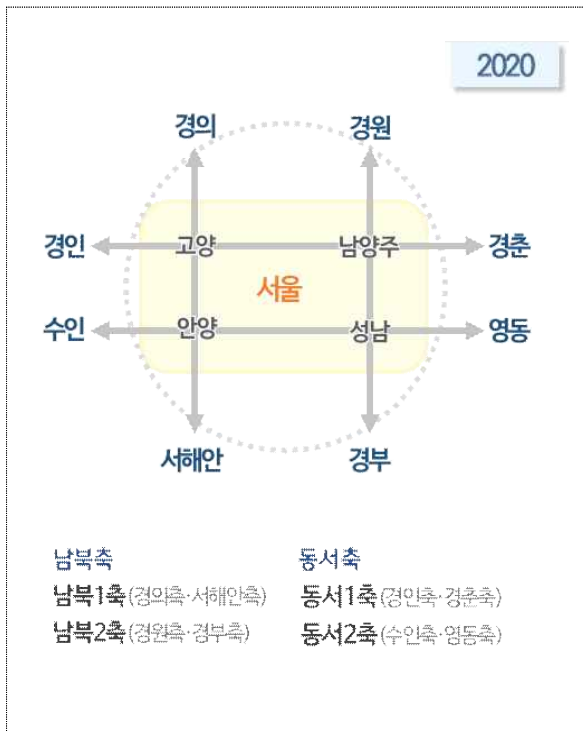 2020
경의 경원
경인 고양 남양주 경춘
서울
수인 안양 성남 영동
서해안 경부
남북축 동서축
남북1축(경의축·서해안축) 동서1축(경인축·경춘축)
남북2축(경원축·경부축) 동서2축(수인축·영동축)